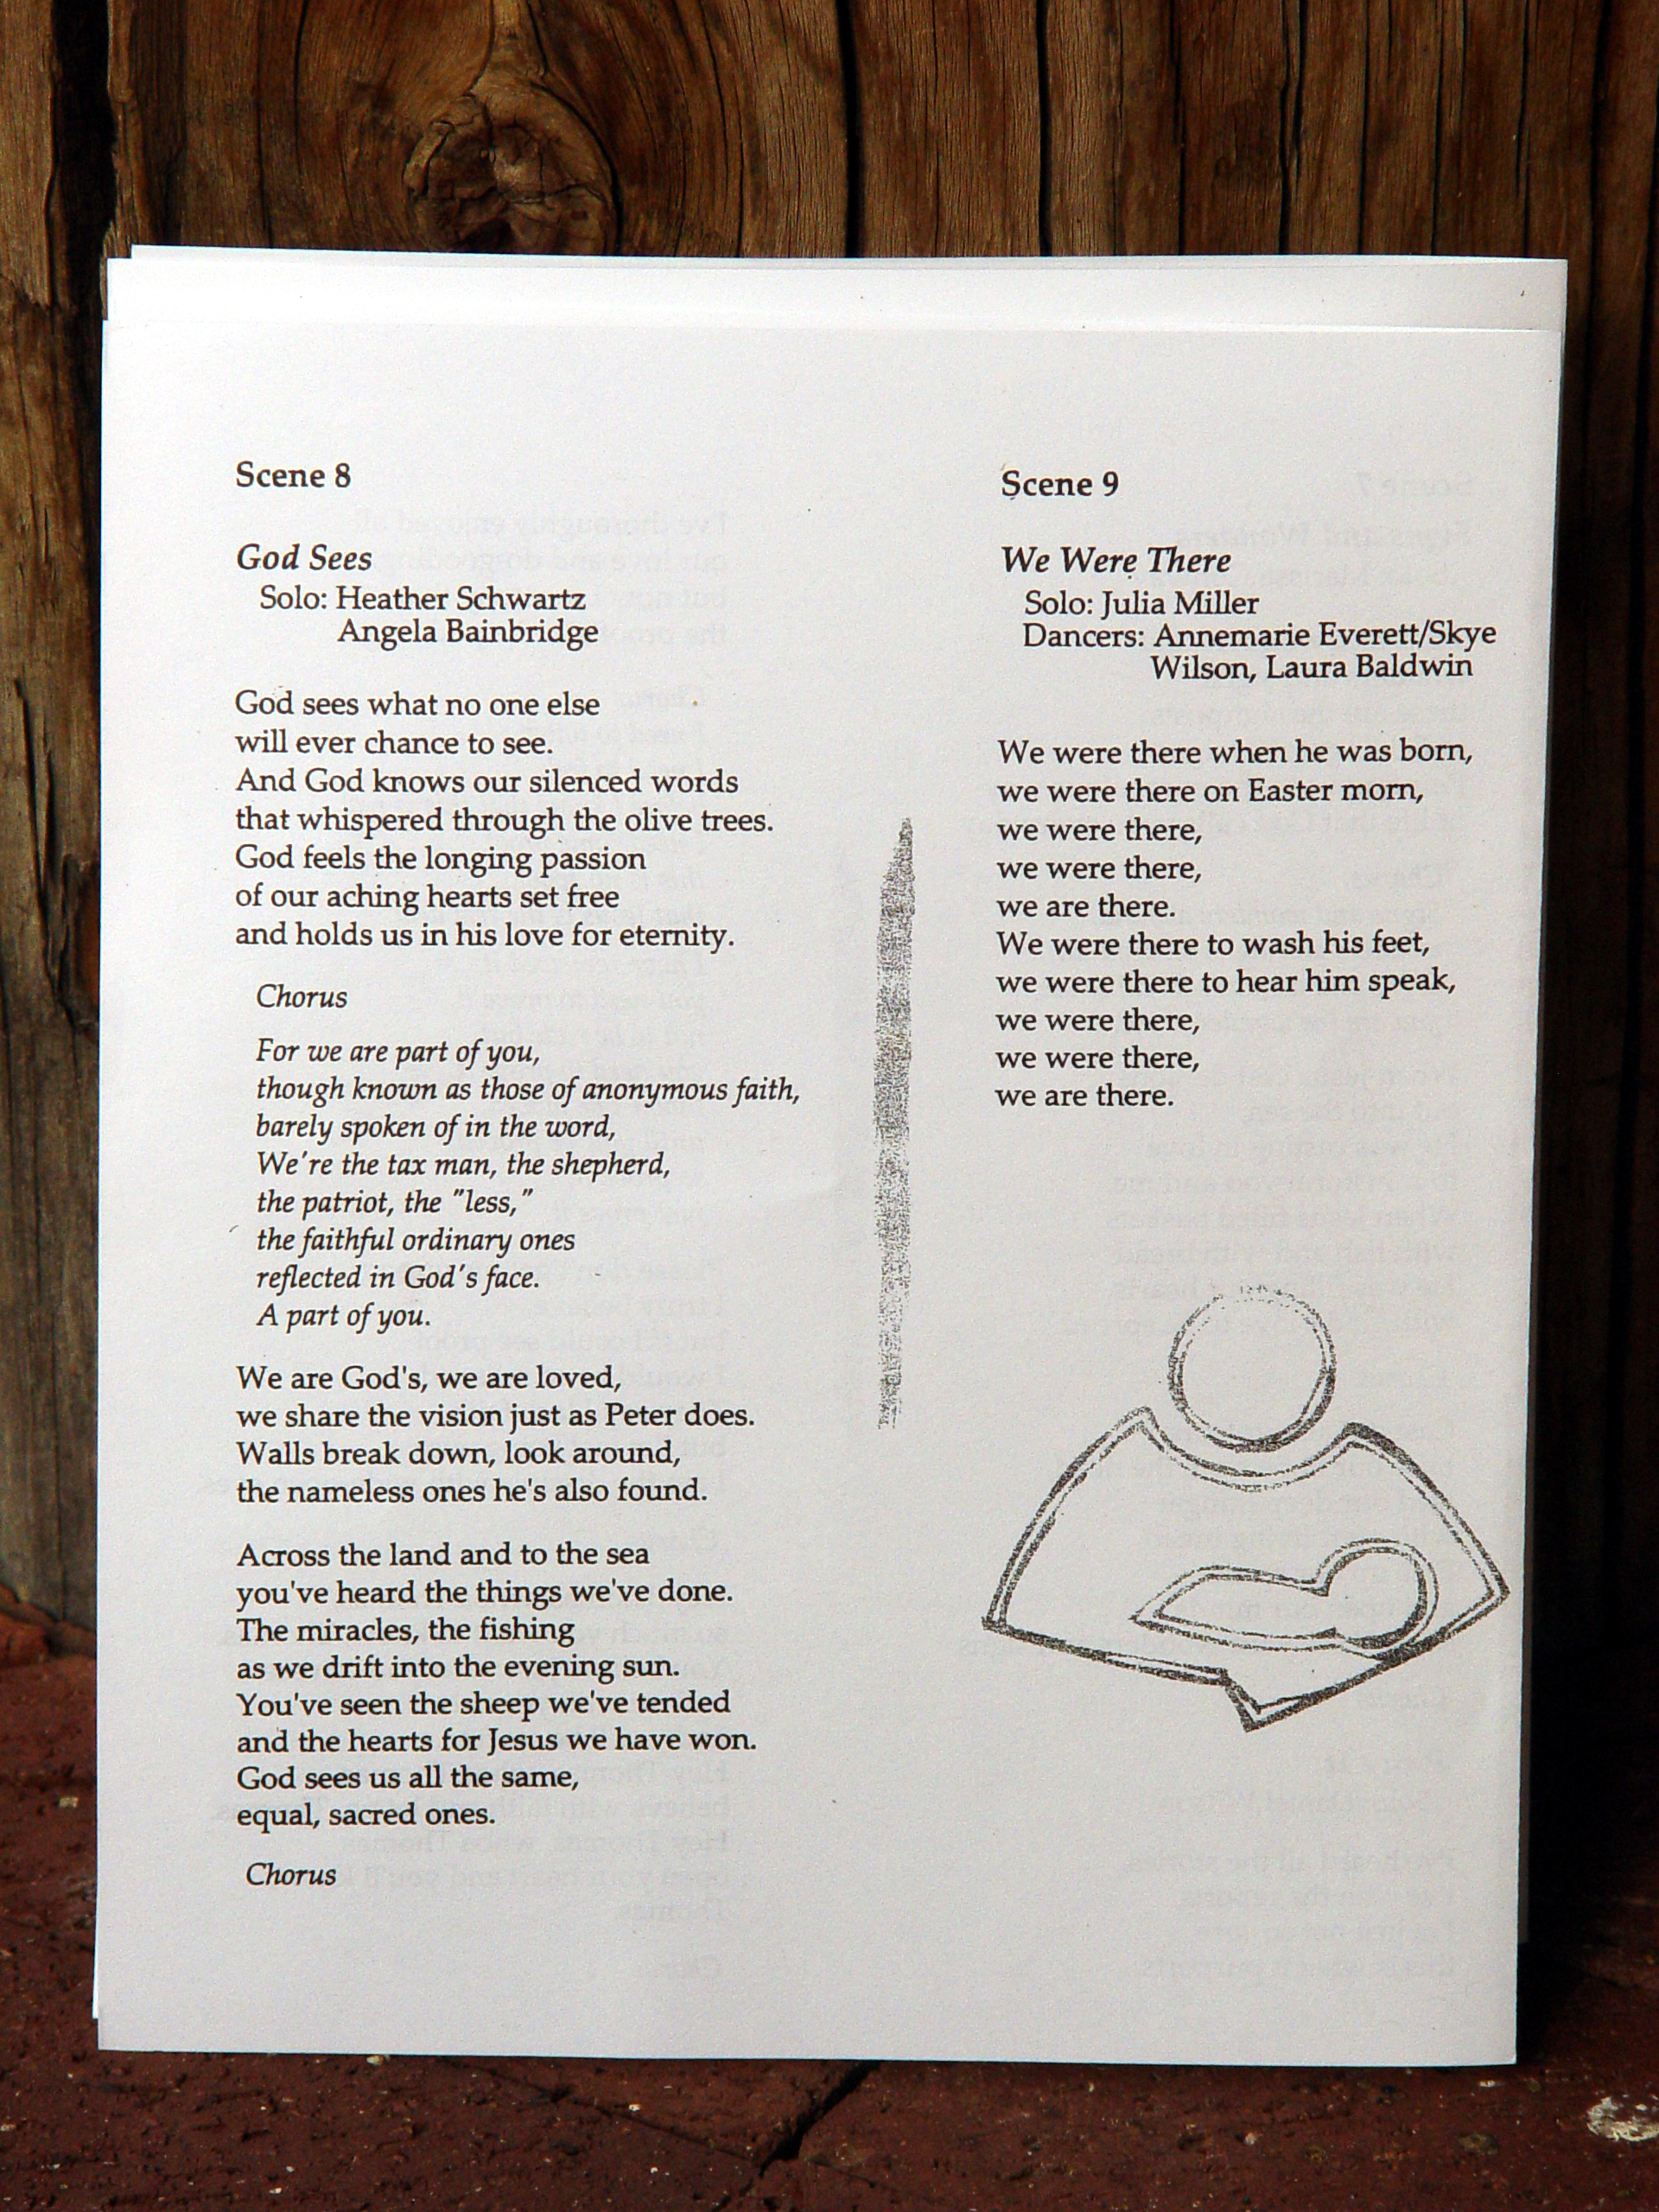 Scene 8
God Sees
Solo: Heather Schwartz
Angela Bainbridge
God sees what no one else
will ever chance to see.
And God knows our silenced words
that whispered through the olive trees.
God feels the longing passion
of our aching hearts set free
and holds us in his love for eternity.
Chorus
For we are part of you,
though known as those of anonymous faith,
barely spoken of in the word,
We're the tax man, the shepherd,
the patriot, the "less,"
the faithful ordinary ones
reflected in God's face.
A part of you.
We are God's, we are loved,
we share the vision just as Peter does.
Walls break down, look around,
the nameless ones he's also found.
Across the land and to the sea
you've heard the things we've done.
The miracles, the fishing
as we drift into the evening sun.
You've seen the sheep we've tended
and the hearts for Jesus we have won.
God sees us all the same,
equal, sacred ones.
Chorus
Scene 9
We Were There
Solo: Julia Miller
Dancers: Annemarie Everett/Skye
Wilson, Laura Baldwin
We were there when he was born,
we were there on Easter morn,
we were there,
we were there,
we are there.
We were there to wash his feet,
we were there to hear him speak,
we were there,
we were there,
we are there.